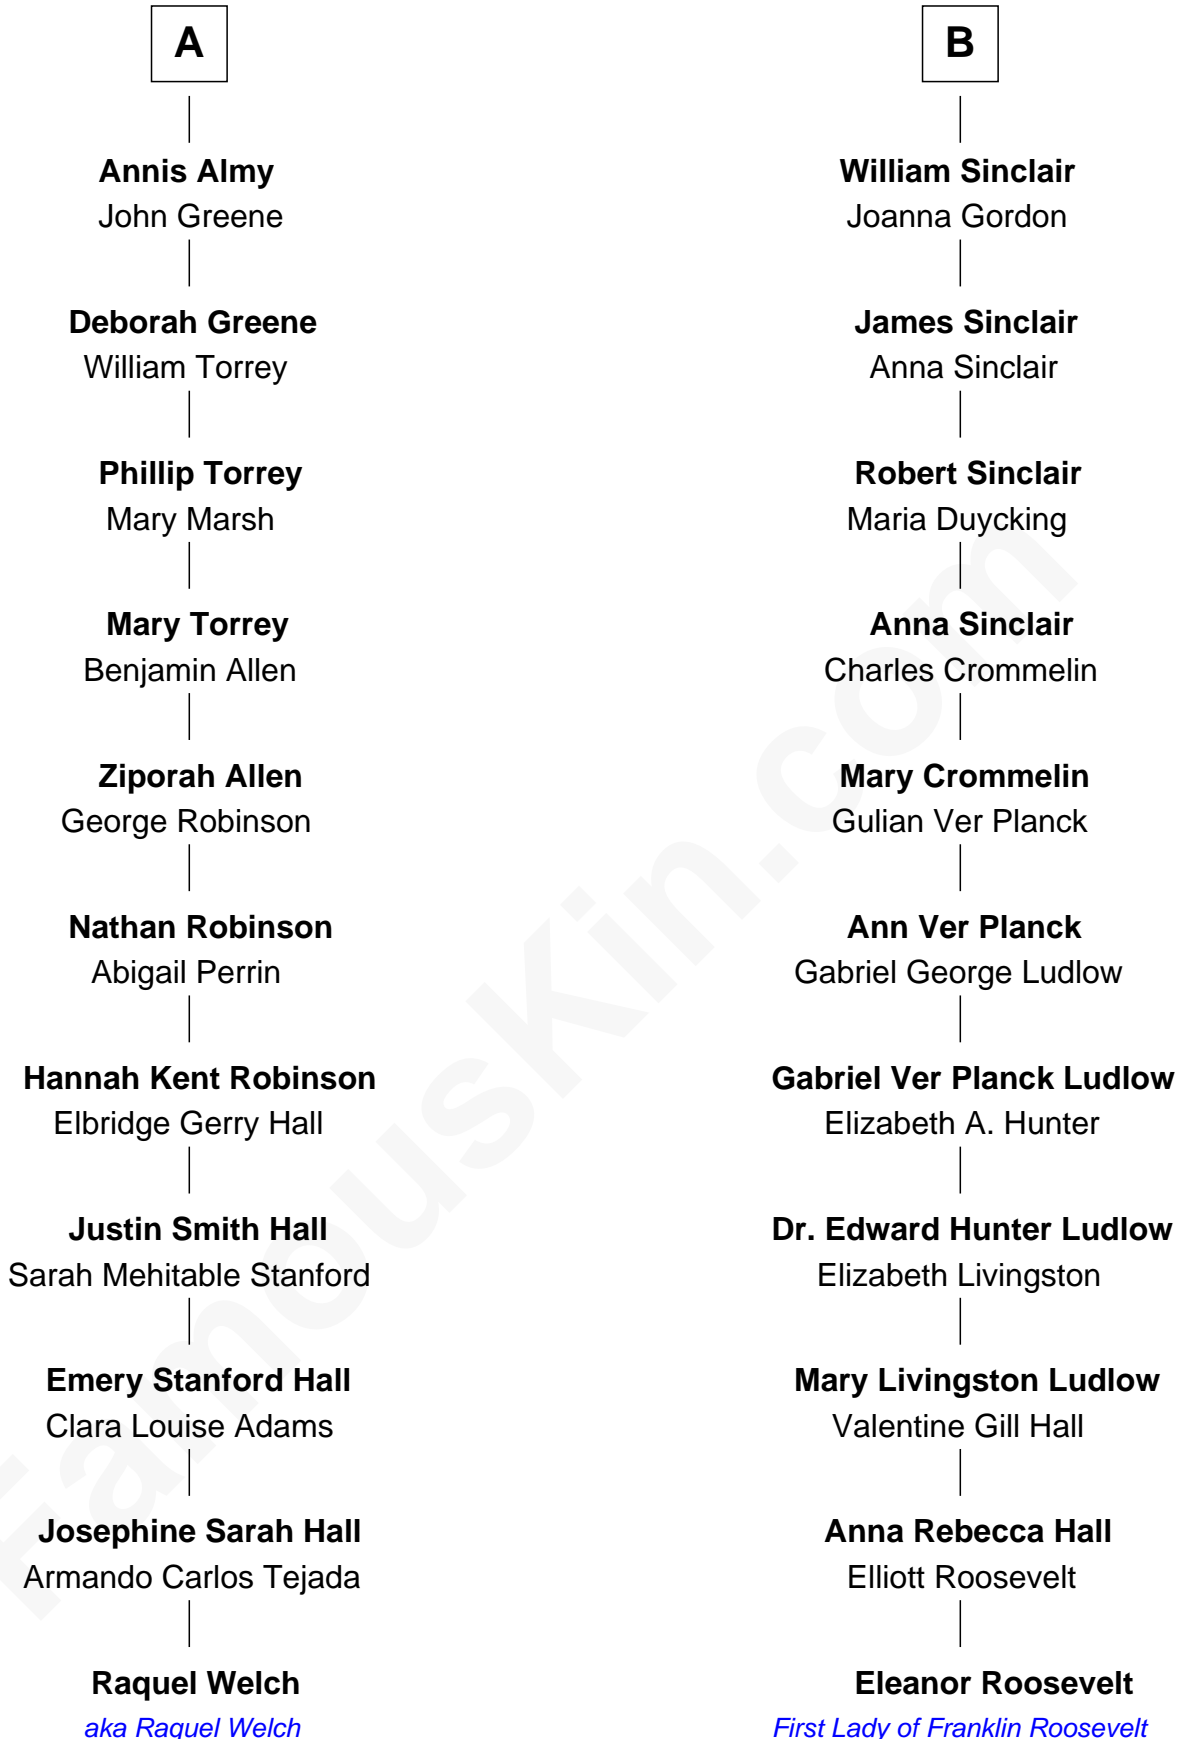 A
Annis Almy
John Greene
Deborah Greene
William Torrey
Phillip Torrey
Mary Marsh
Mary Torrey
Benjamin Allen
Ziporah Allen
George Robinson
Nathan Robinson
Abigail Perrin
Hannah Kent Robinson
Elbridge Gerry Hall
Justin Smith Hall
Sarah Mehitable Stanford
Emery Stanford Hall
Clara Louise Adams
Josephine Sarah Hall
Armando Carlos Tejada
Raquel Welch
aka Raquel Welch
B
William Sinclair
Joanna Gordon
James Sinclair
Anna Sinclair
Robert Sinclair
Maria Duycking
Anna Sinclair
Charles Crommelin
Mary Crommelin
Gulian Ver Planck
Ann Ver Planck
Gabriel George Ludlow
Gabriel Ver Planck Ludlow
Elizabeth A. Hunter
Dr. Edward Hunter Ludlow
Elizabeth Livingston
Mary Livingston Ludlow
Valentine Gill Hall
Anna Rebecca Hall
Elliott Roosevelt
Eleanor Roosevelt
First Lady of Franklin Roosevelt
FamousKin.com